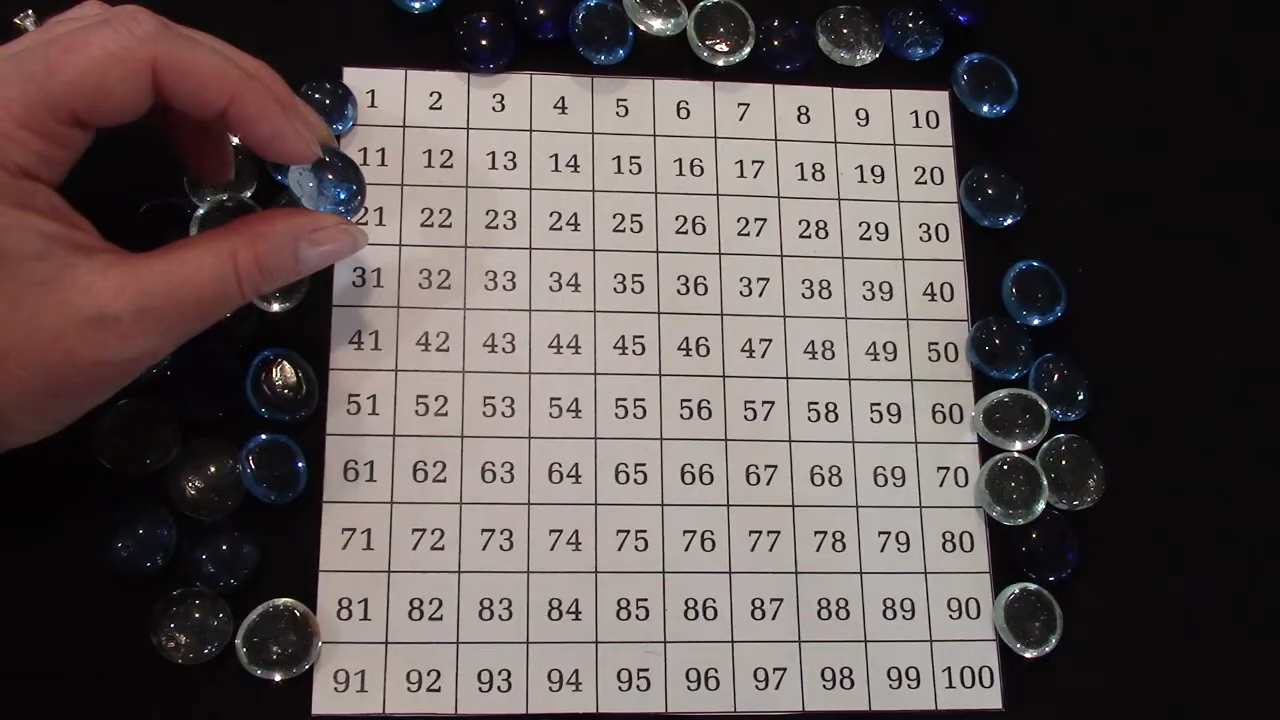 1 2 3 4 5 6 7 8 9 10
11 12 13 14 15 16 17 18 19 20
21 22 23 24 25 26 27 28 29 30
31 32 33 34 35 36 37 38 39 40
41 42 43 44 45 46 47 48 49 50
51 52 53 54 55 56 57 58 59 60
61 62 63 64 65 66 67 68 69 70
71 72 73 74 75 76 77 78 79 80
81 82 83 84 85 86 87 88 89 90
91 92 93 94 95 96 97 98 99 100